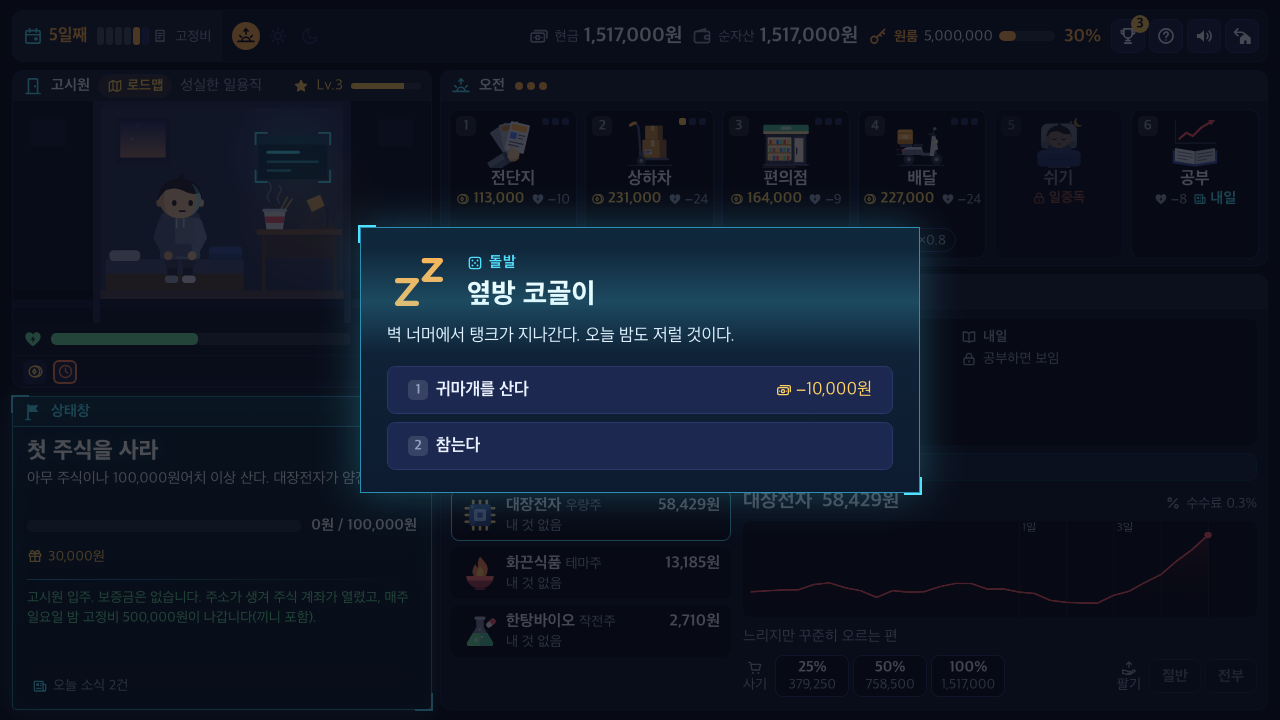 5일째 고정비
현금 1,517,000원 순자산 1,517,000원 원룸 5,000,000 30% 3
고시원 로드맵 성실한 일용직 Lv.3
오전
1 2 3 4 5 6
전단지 상하차 편의점 배달 쉬기 공부
113,000 −10 231,000 −24 164,000 −9 227,000 −24 일중독 −8 내일
×0.8
돌발
옆방 코골이
벽 너머에서 탱크가 지나간다. 오늘 밤도 저럴 것이다.
1 귀마개를 산다 −10,000원
2 참는다
내일
공부하면 보임
상태창
첫 주식을 사라
아무 주식이나 100,000원어치 이상 산다. 대장전자가
0원 / 100,000원
30,000원
고시원 입주. 보증금은 없습니다. 주소가 생겨 주식 계좌가 열렸고, 매주
일요일 밤 고정비 500,000원이 나갑니다(끼니 포함).
오늘 소식 2건
대장전자 우량주 58,429원
내 것 없음
화끈식품 테마주 13,185원
내 것 없음
한탕바이오 작전주 2,710원
내 것 없음
대장전자 58,429원 수수료 0.3%
1일 3일
느리지만 꾸준히 오르는 편
사기 25% 379,250 50% 758,500 100% 1,517,000 팔기 절반 전부